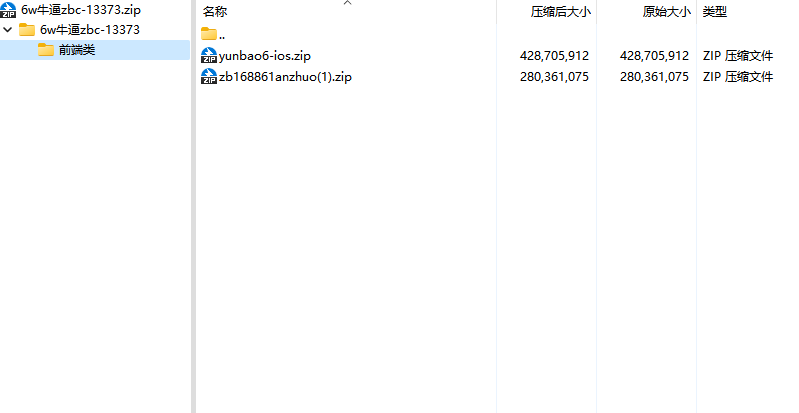 6w牛逼zbc-13373.zip
6w牛逼zbc-13373
前端类
名称 压缩后大小 原始大小 类型
..
yunbao6-ios.zip 428,705,912 428,705,912 ZIP 压缩文件
zb168861anzhuo(1).zip 280,361,075 280,361,075 ZIP 压缩文件